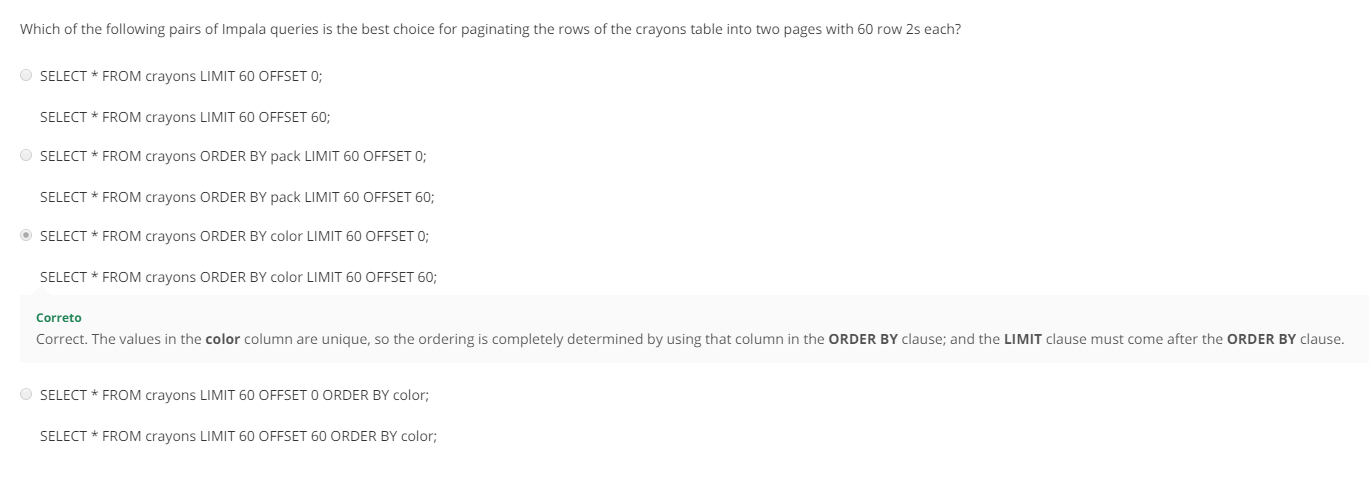 Which of the following pairs of Impala queries is the best choice for paginating the rows of the crayons table into two pages with 60 row 2s each?
SELECT * FROM crayons LIMIT 60 OFFSET 0;
SELECT * FROM crayons LIMIT 60 OFFSET 60;
SELECT * FROM crayons ORDER BY pack LIMIT 60 OFFSET 0;
SELECT * FROM crayons ORDER BY pack LIMIT 60 OFFSET 60;
SELECT * FROM crayons ORDER BY color LIMIT 60 OFFSET 0;
SELECT * FROM crayons ORDER BY color LIMIT 60 OFFSET 60;
Correto
Correct. The values in the color column are unique, so the ordering is completely determined by using that column in the ORDER BY clause; and the LIMIT clause must come after the ORDER BY clause.
SELECT * FROM crayons LIMIT 60 OFFSET 0 ORDER BY color;
SELECT * FROM crayons LIMIT 60 OFFSET 60 ORDER BY color;